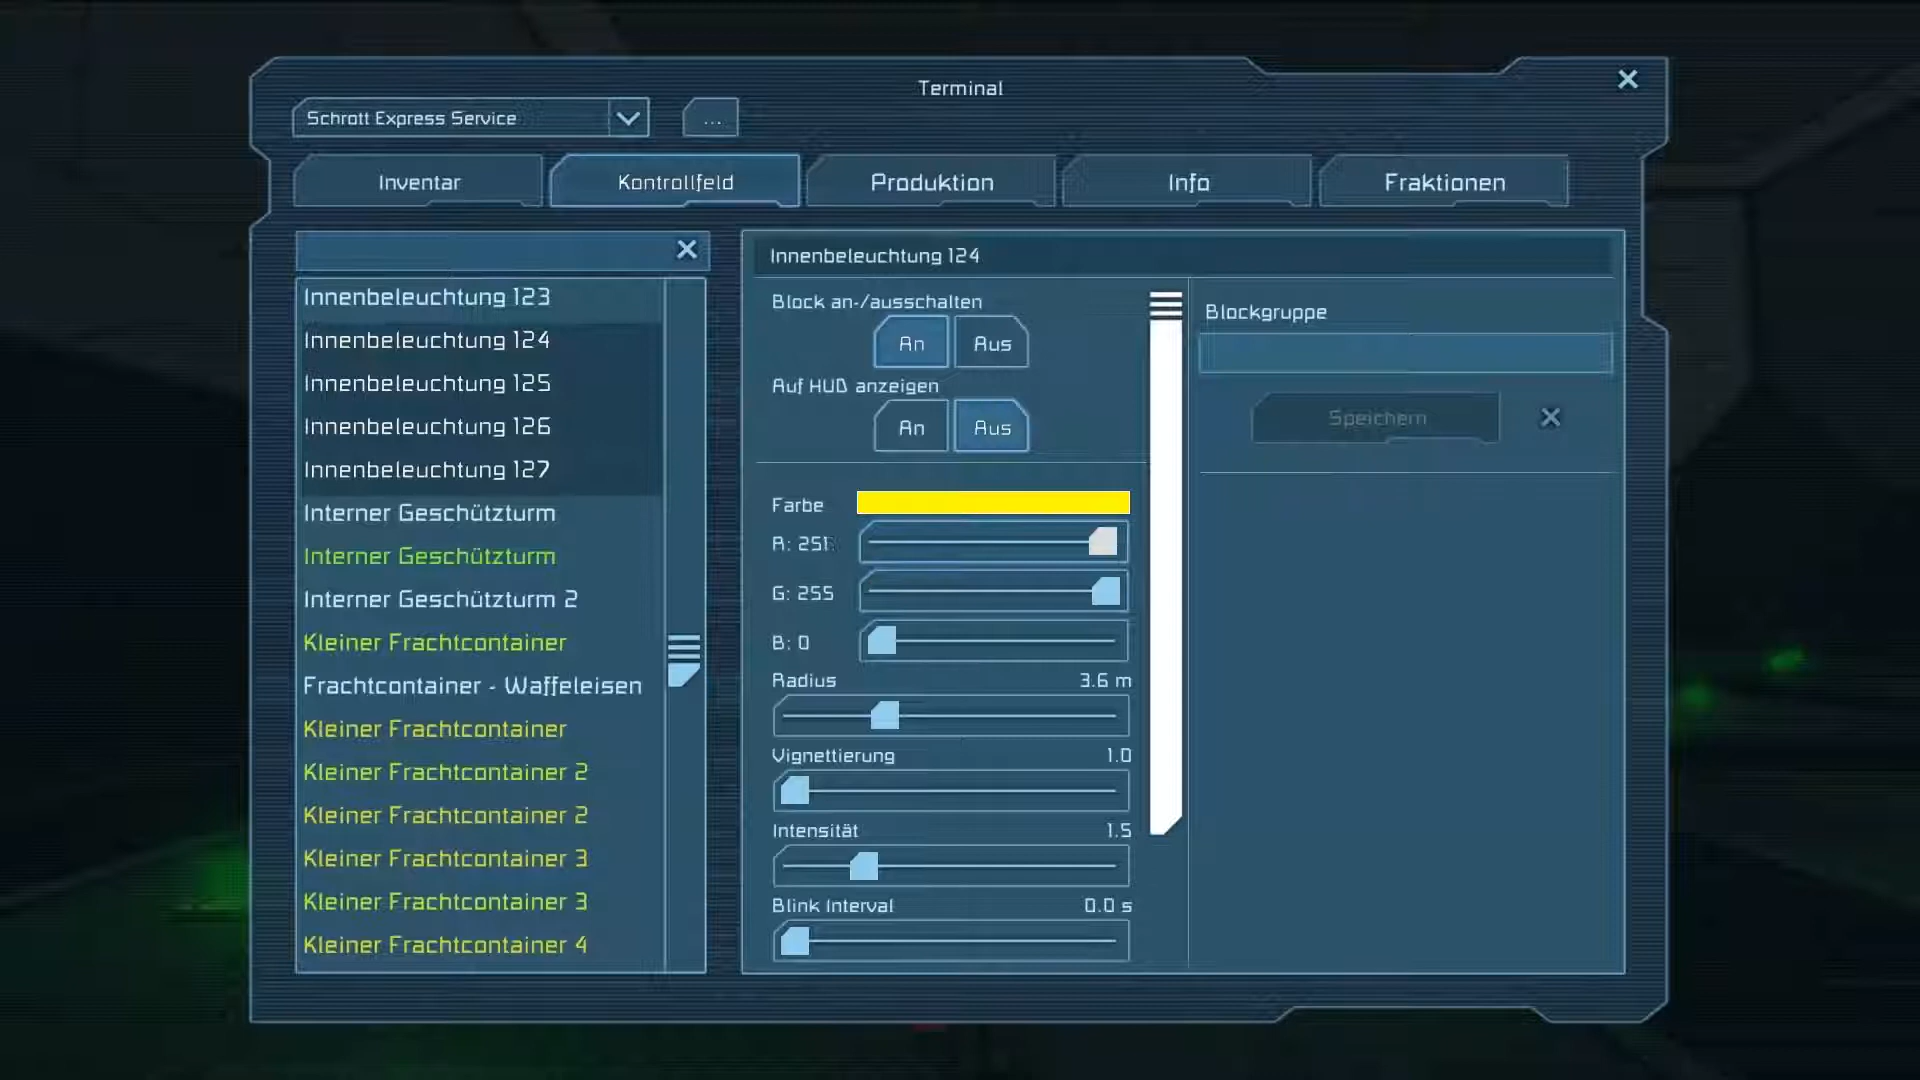 Terminal
Schrott Express Service
...
Inventar
Kontrollfeld
Produktion
Info
Fraktionen
Innenbeleuchtung 123
Innenbeleuchtung 124
Innenbeleuchtung 125
Innenbeleuchtung 126
Innenbeleuchtung 127
Interner Geschützturm
Interner Geschützturm
Interner Geschützturm 2
Kleiner Frachtcontainer
Frachtcontainer - Waffeleisen
Kleiner Frachtcontainer
Kleiner Frachtcontainer 2
Kleiner Frachtcontainer 2
Kleiner Frachtcontainer 3
Kleiner Frachtcontainer 3
Kleiner Frachtcontainer 4
Innenbeleuchtung 124
Block an-/ausschalten
An Aus
Auf HUD anzeigen
An Aus
Farbe
R: 251
G: 255
B: 0
Radius 3.6 m
Vignettierung 1.0
Intensität 1.5
Blink Interval 0.0 s
Blockgruppe
Speichern